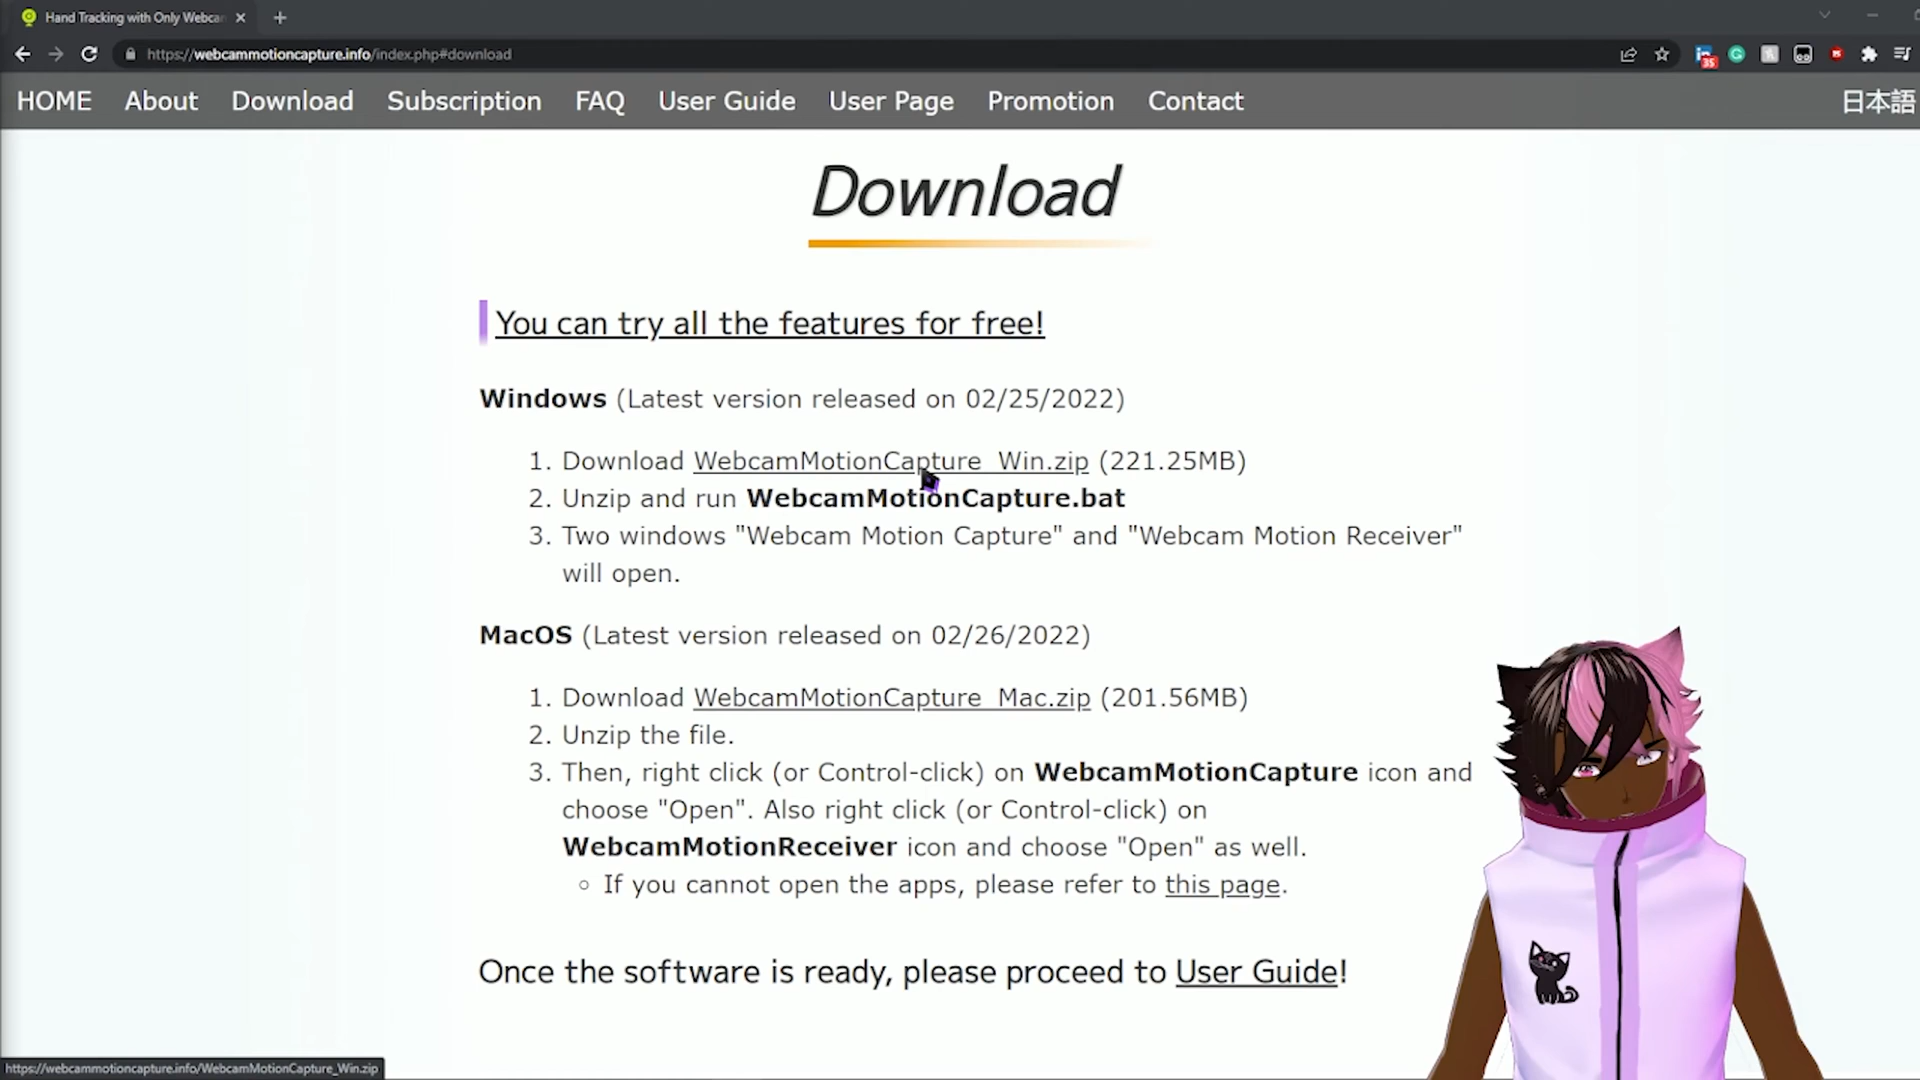 Hand Tracking with Only Webca
https://webcammotioncapture.info/index.php#download
35
HOME About Download Subscription FAQ User Guide User Page Promotion Contact 日本語
Download
You can try all the features for free!
Windows (Latest version released on 02/25/2022)
1. Download WebcamMotionCapture_Win.zip (221.25MB)
2. Unzip and run WebcamMotionCapture.bat
3. Two windows "Webcam Motion Capture" and "Webcam Motion Receiver"
will open.
MacOS (Latest version released on 02/26/2022)
1. Download WebcamMotionCapture_Mac.zip (201.56MB)
2. Unzip the file.
3. Then, right click (or Control-click) on WebcamMotionCapture icon and
choose "Open". Also right click (or Control-click) on
WebcamMotionReceiver icon and choose "Open" as well.
○ If you cannot open the apps, please refer to this page.
Once the software is ready, please proceed to User Guide!
https://webcammotioncapture.info/WebcamMotionCapture_Win.zip